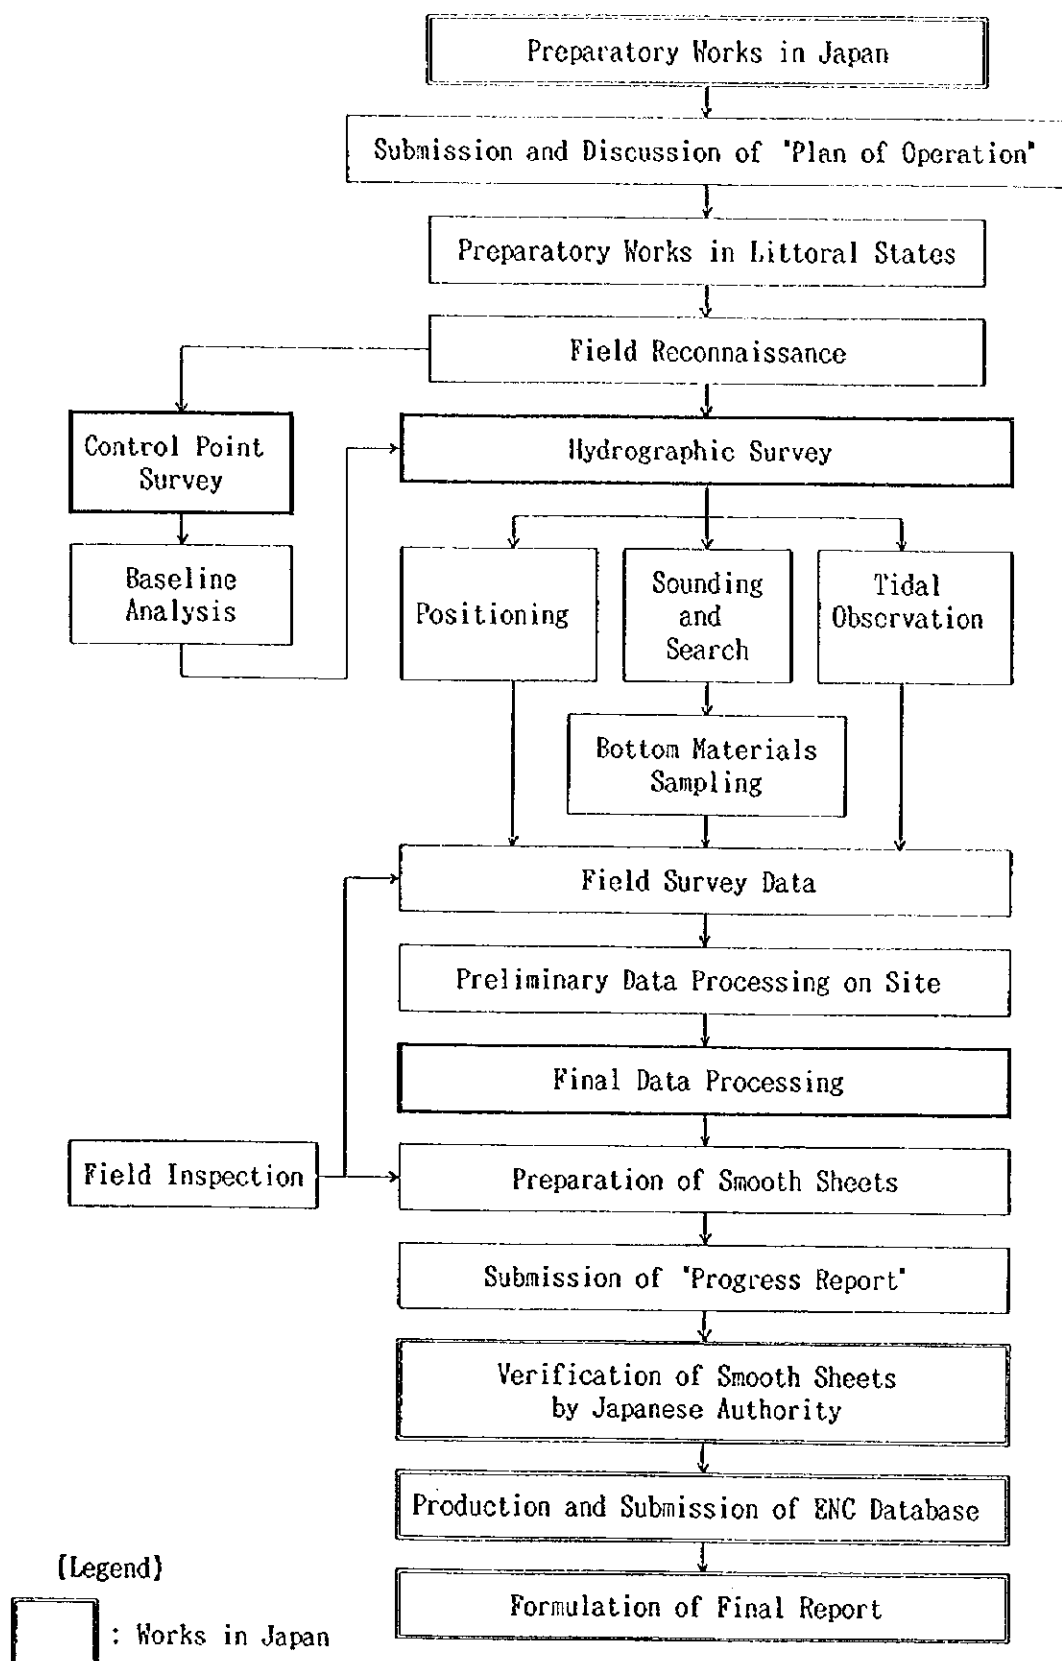 Preparatory Works in Japan
Submission and Discussion of "Plan of Operation"
Preparatory Works in Littoral States
Field Reconnaissance
Control Point
Survey
Hydrographic Survey
Baseline
Analysis
Positioning
Sounding
and
Search
Tidal
Observation
Bottom Materials
Sampling
Field Survey Data
Preliminary Data Processing on Site
Final Data Processing
Field Inspection
Preparation of Smooth Sheets
Submission of "Progress Report"
Verification of Smooth Sheets
by Japanese Authority
Production and Submission of ENC Database
Formulation of Final Report
[Legend]
: Works in Japan